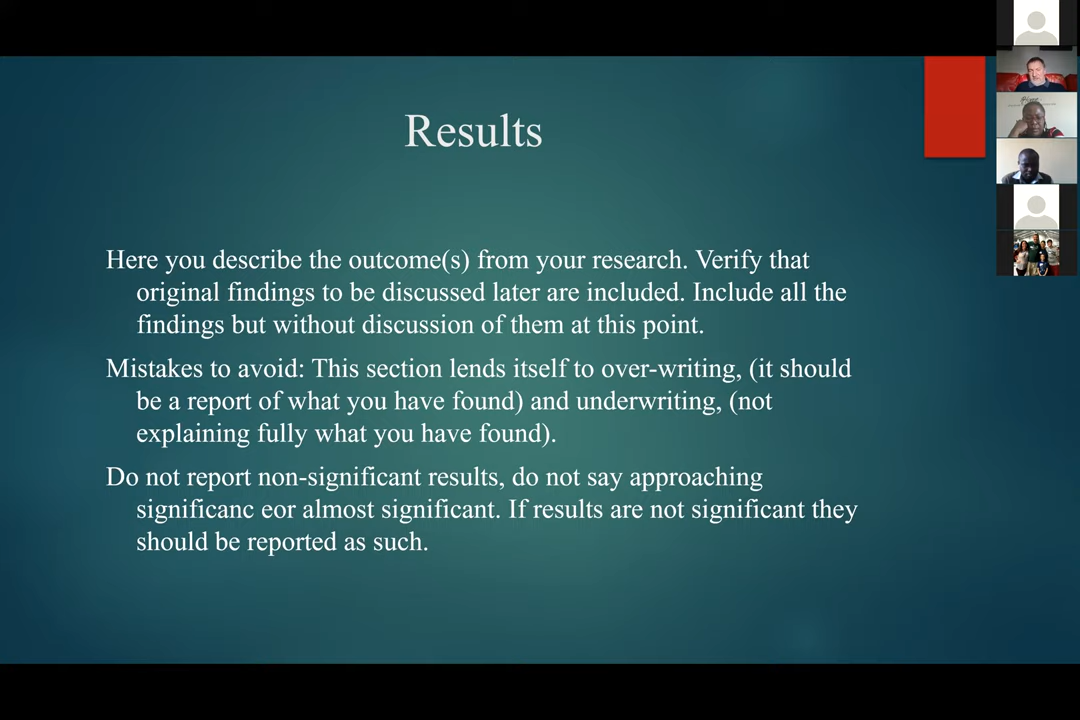 Results
Here you describe the outcome(s) from your research. Verify that
original findings to be discussed later are included. Include all the
findings but without discussion of them at this point.
Mistakes to avoid: This section lends itself to over-writing, (it should
be a report of what you have found) and underwriting, (not
explaining fully what you have found).
Do not report non-significant results, do not say approaching
significanc eor almost significant. If results are not significant they
should be reported as such.